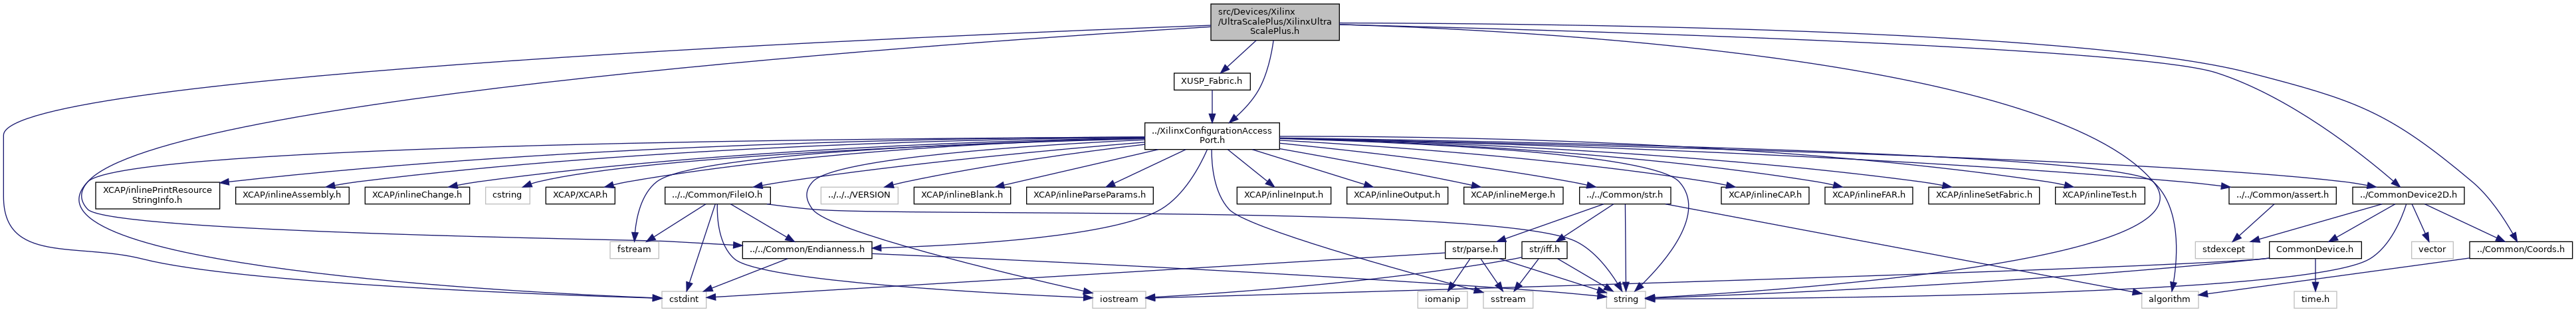 src/Devices/Xilinx
/UltraScalePlus/XilinxUltra
ScalePlus.h
XUSP_Fabric.h
../XilinxConfigurationAccess
Port.h
XCAP/inlinePrintResource
StringInfo.h
XCAP/inlineAssembly.h
XCAP/inlineChange.h
cstring
XCAP/XCAP.h
../../Common/FileIO.h
../../../VERSION
XCAP/inlineBlank.h
XCAP/inlineParseParams.h
XCAP/inlineInput.h
XCAP/inlineOutput.h
XCAP/inlineMerge.h
../../Common/str.h
XCAP/inlineCAP.h
XCAP/inlineFAR.h
XCAP/inlineSetFabric.h
XCAP/inlineTest.h
../../Common/assert.h
../CommonDevice2D.h
fstream
../../Common/Endianness.h
str/parse.h
str/iff.h
stdexcept
CommonDevice.h
vector
../Common/Coords.h
cstdint
iostream
iomanip
sstream
string
algorithm
time.h